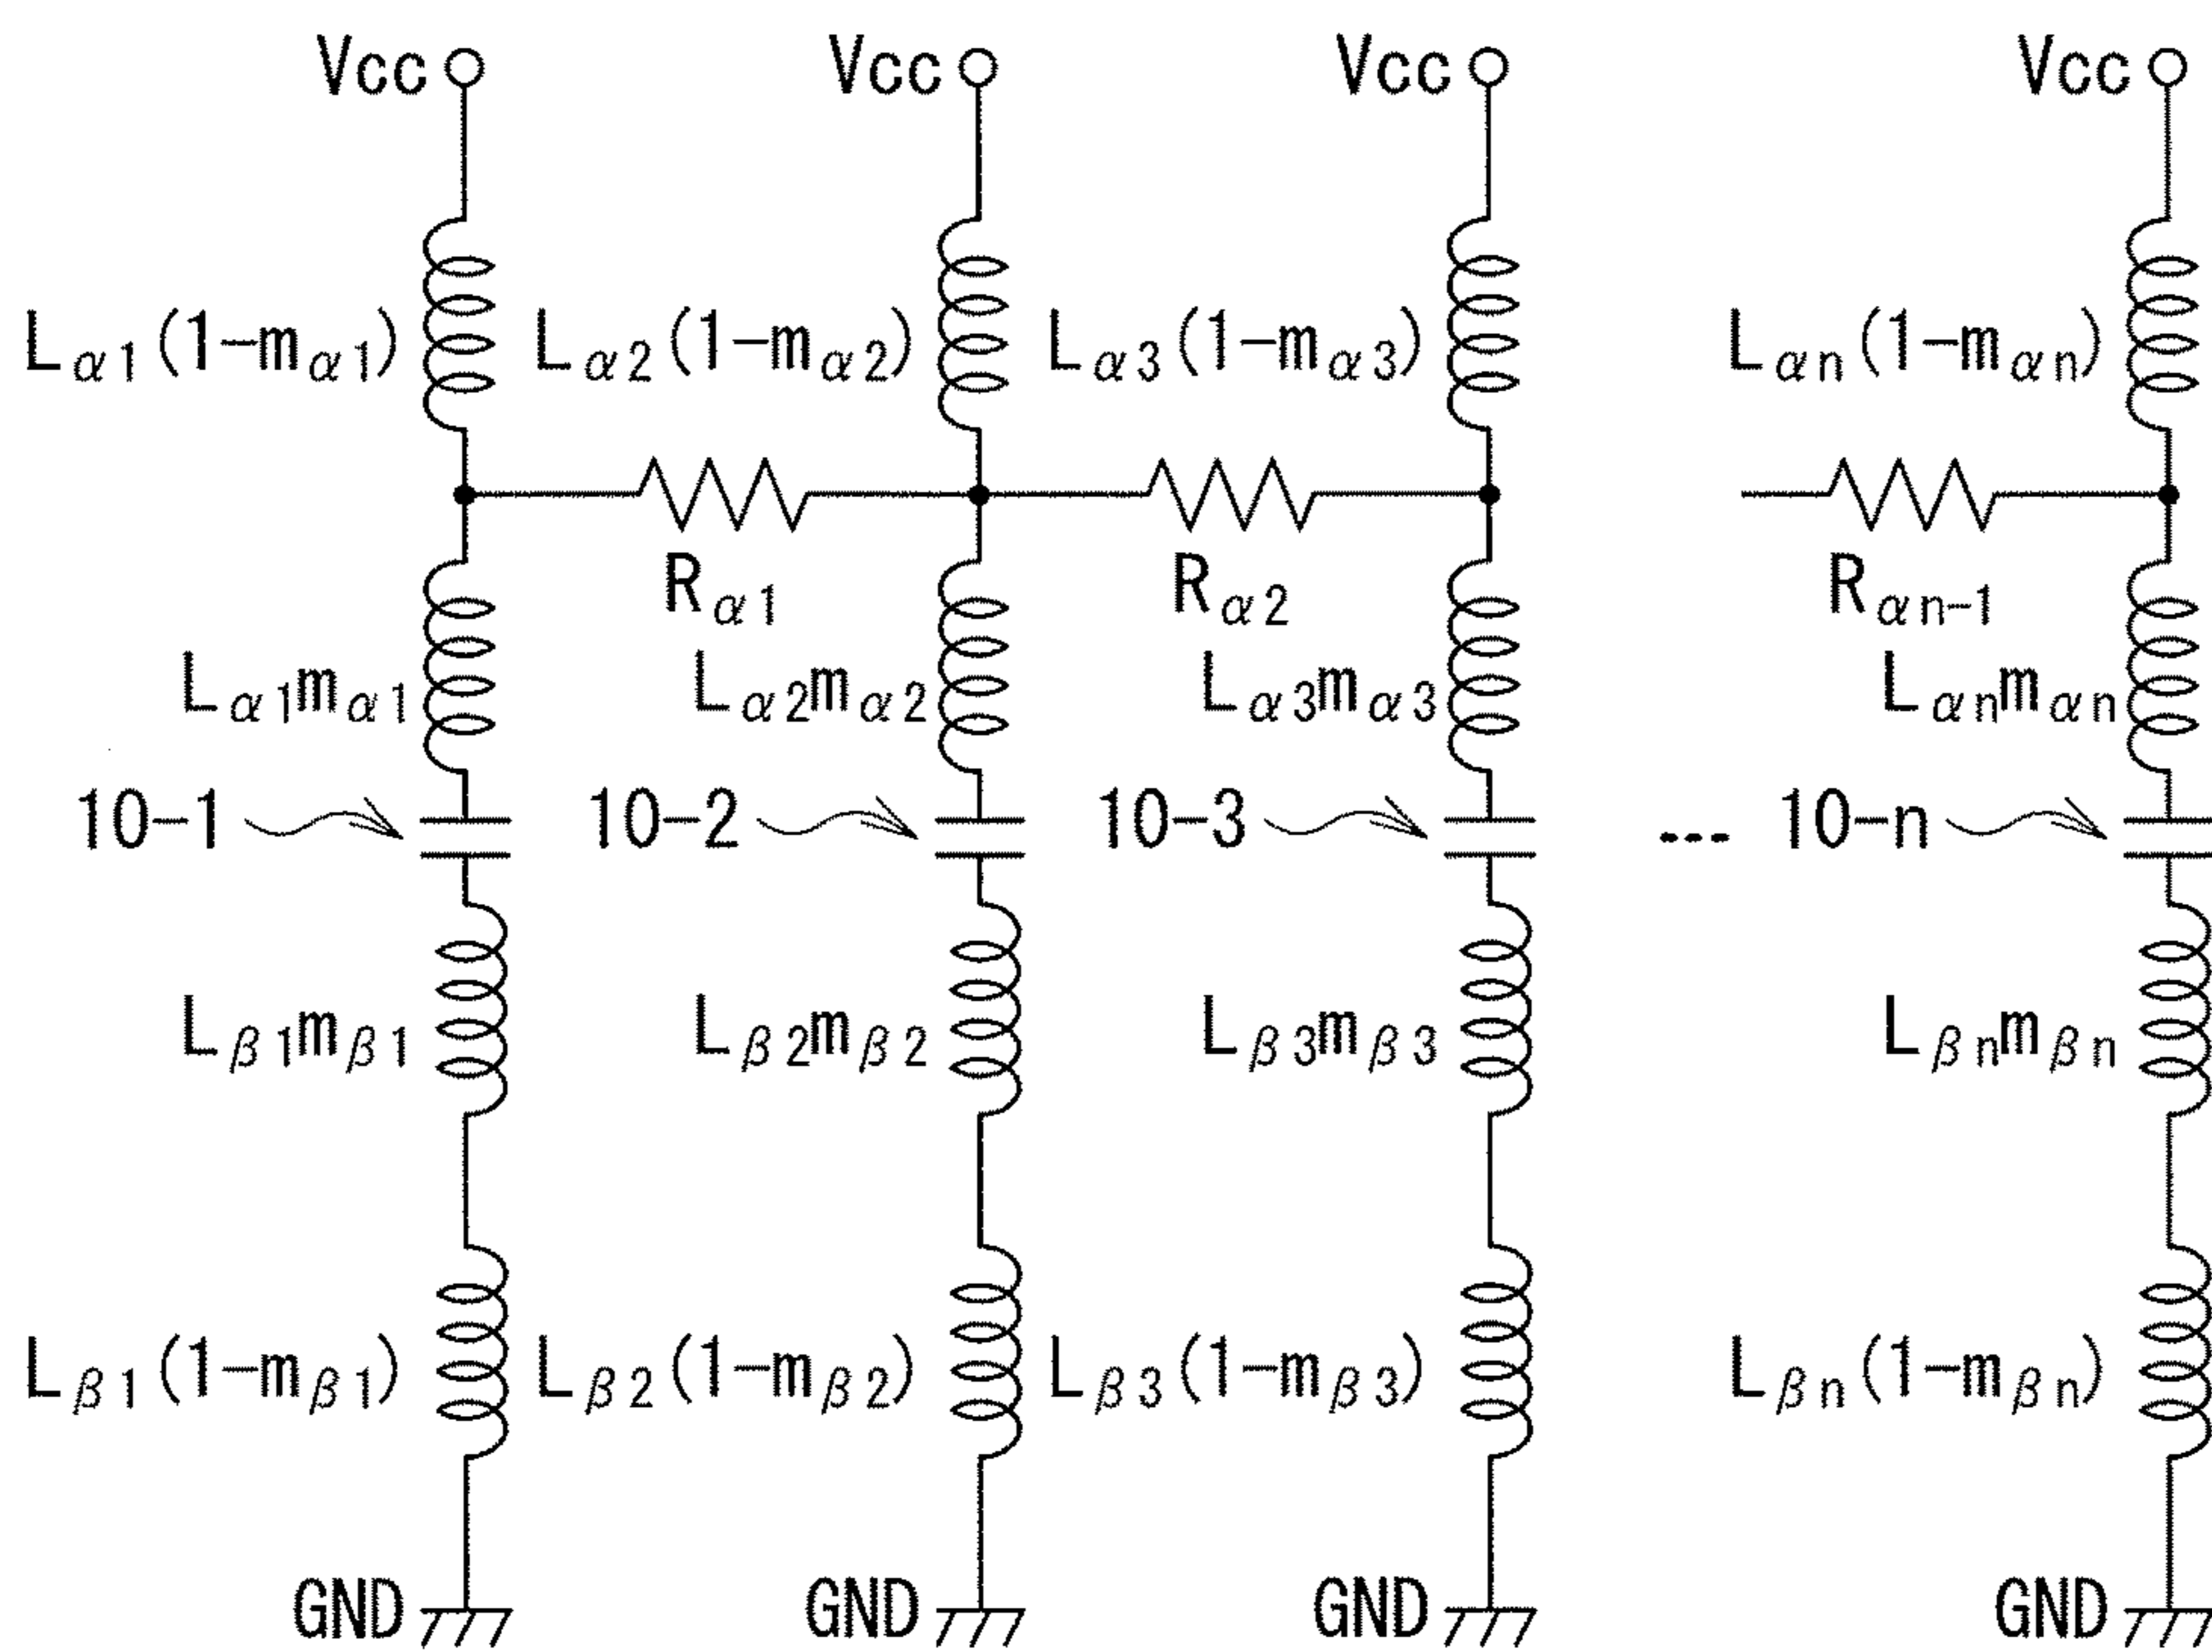 Vcc Vcc Vcc Vcc
Lα1(1-mα1) Lα2(1-mα2) Lα3(1-mα3) Lαn(1-mαn)
Rα1 Rα2 Rαn-1
Lα1mα1 Lα2mα2 Lα3mα3 Lαnmαn
10-1 10-2 10-3 --- 10-n
Lβ1mβ1 Lβ2mβ2 Lβ3mβ3 Lβnmβn
Lβ1(1-mβ1) Lβ2(1-mβ2) Lβ3(1-mβ3) Lβn(1-mβn)
GND GND GND GND